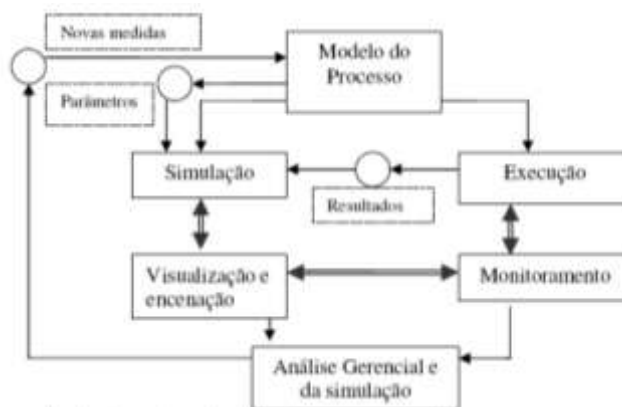 Novas medidas
Modelo do
Processo
Parâmetros
Simulação
Execução
Resultados
Visualização e
encenação
Monitoramento
Análise Gerencial e
da simulação